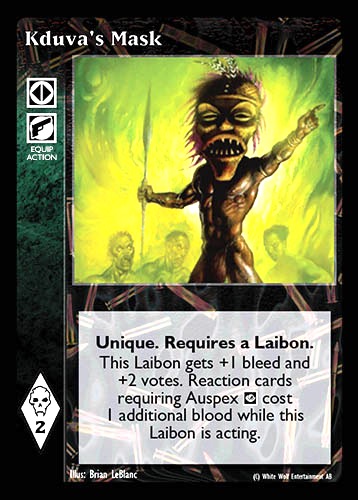 Kduva's Mask
EQUIP
ACTION
Unique. Requires a Laibon.
This Laibon gets +1 bleed and
+2 votes. Reaction cards
requiring Auspex cost
1 additional blood while this
Laibon is acting.
2
Illus: Brian LeBlanc
(C) White Wolf Entertainment AB